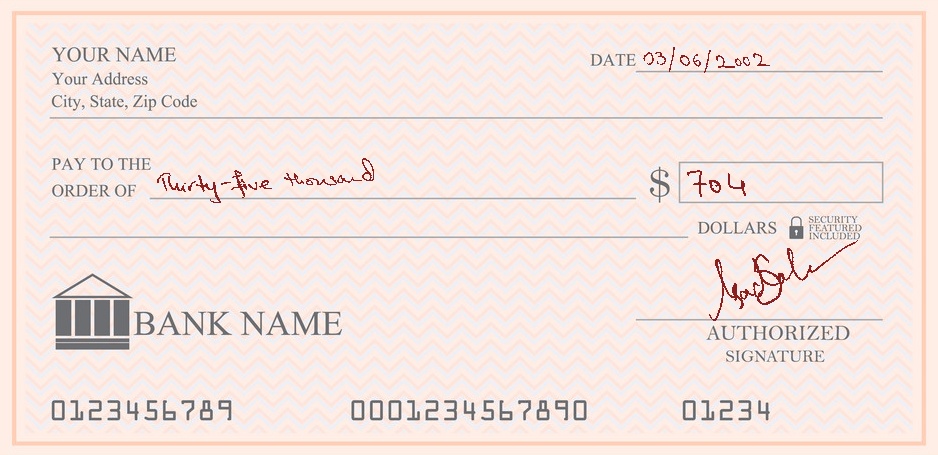 YOUR NAME
Your Address
City, State, Zip Code
DATE 03/06/2002
PAY TO THE
ORDER OF Thirty-five thousand
$ 704
DOLLARS
SECURITY
FEATURED
INCLUDED
BANK NAME
AUTHORIZED
SIGNATURE
0123456789 0001234567890 01234